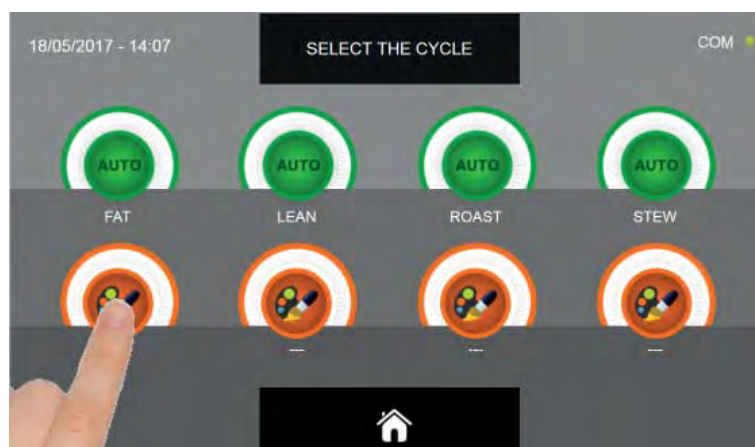 18/05/2017 - 14:07
SELECT THE CYCLE
COM
AUTO AUTO AUTO AUTO
FAT LEAN ROAST STEW
--- --- ---